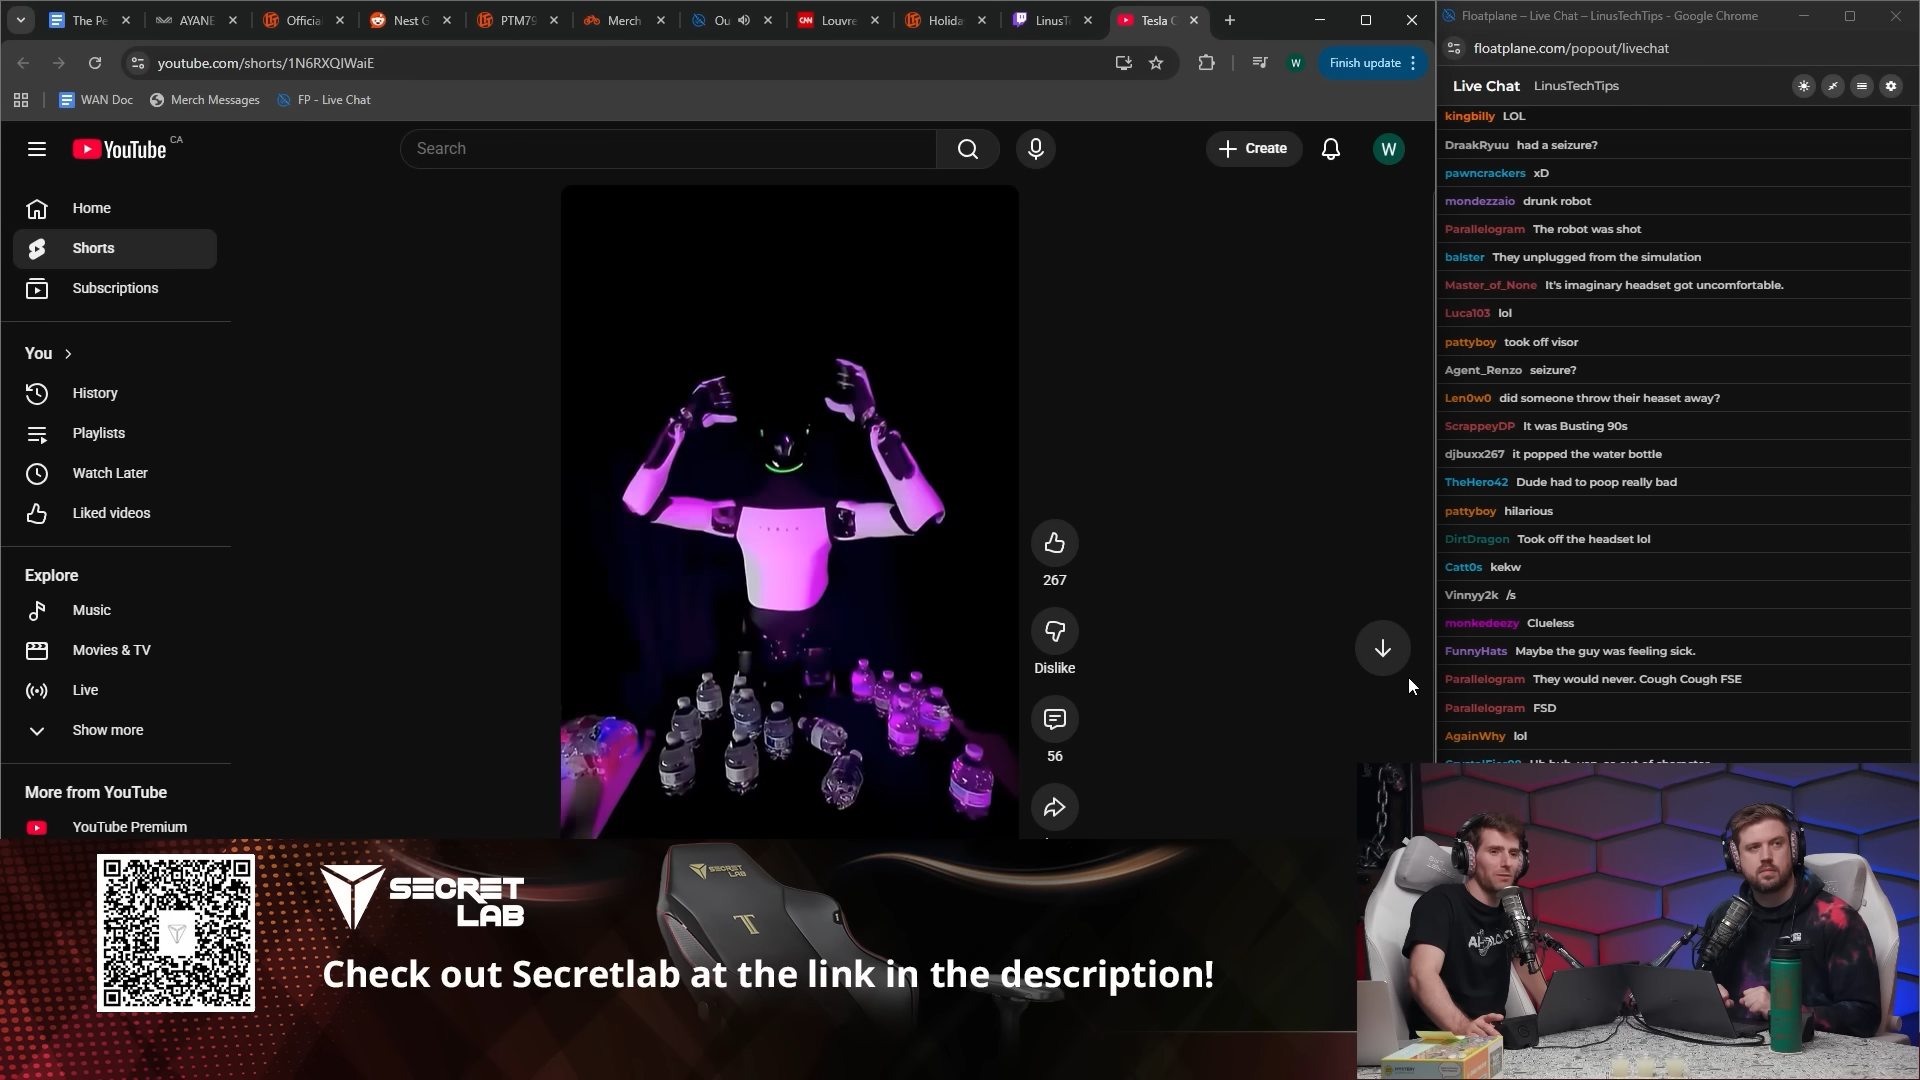 The Pe
AYANE
Official
Nest G
PTM79
Merch
Ou
Louvre
Holida
LinusT
Tesla O
Floatplane – Live Chat – LinusTechTips - Google Chrome
youtube.com/shorts/1N6RXQIWaiE
W
Finish update
floatplane.com/popout/livechat
WAN Doc
Merch Messages
FP - Live Chat
Live Chat LinusTechTips
YouTube CA
Search
Create
W
Home
Shorts
Subscriptions
You
History
Playlists
Watch Later
Liked videos
Explore
Music
Movies & TV
Live
Show more
More from YouTube
YouTube Premium
TESLA
267
Dislike
56
kingbilly LOL
DraakRyuu had a seizure?
pawncrackers xD
mondezzaio drunk robot
Parallelogram The robot was shot
balster They unplugged from the simulation
Master_of_None It's imaginary headset got uncomfortable.
Luca103 lol
pattyboy took off visor
Agent_Renzo seizure?
Len0w0 did someone throw their heaset away?
ScrappeyDP It was Busting 90s
djbuxx267 it popped the water bottle
TheHero42 Dude had to poop really bad
pattyboy hilarious
DirtDragon Took off the headset lol
Catt0s kekw
Vinnyy2k /s
monkedeezy Clueless
FunnyHats Maybe the guy was feeling sick.
Parallelogram They would never. Cough Cough FSE
Parallelogram FSD
AgainWhy lol
SECRET
LAB
SECRET
LAB
Check out Secretlab at the link in the description!